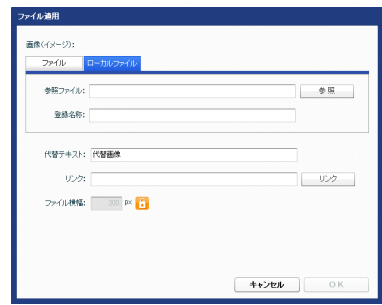 ファイル適用
画像(イメージ):
ファイル ローカルファイル
参照ファイル: 参照
登録名称:
代替テキスト: 代替画像
リンク: リンク
ファイル横幅: 300 px
キャンセル OK